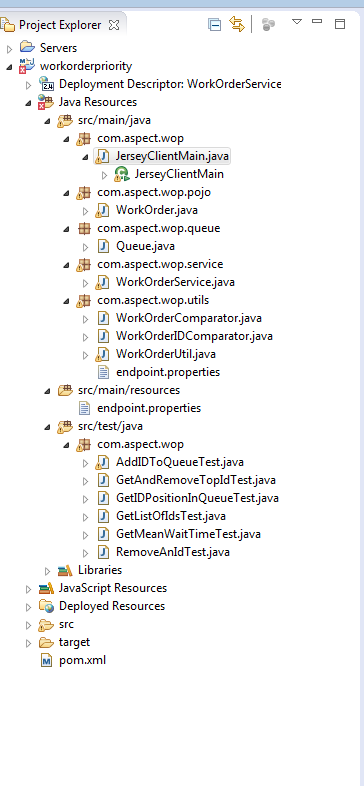 Project Explorer
Servers
workorderpriority
Deployment Descriptor: WorkOrderService
Java Resources
src/main/java
com.aspect.wop
JerseyClientMain.java
JerseyClientMain
com.aspect.wop.pojo
WorkOrder.java
com.aspect.wop.queue
Queue.java
com.aspect.wop.service
WorkOrderService.java
com.aspect.wop.utils
WorkOrderComparator.java
WorkOrderIDComparator.java
WorkOrderUtil.java
endpoint.properties
src/main/resources
endpoint.properties
src/test/java
com.aspect.wop
AddIDToQueueTest.java
GetAndRemoveTopIdTest.java
GetIDPositionInQueueTest.java
GetListOfIdsTest.java
GetMeanWaitTimeTest.java
RemoveAnIdTest.java
Libraries
JavaScript Resources
Deployed Resources
src
target
pom.xml